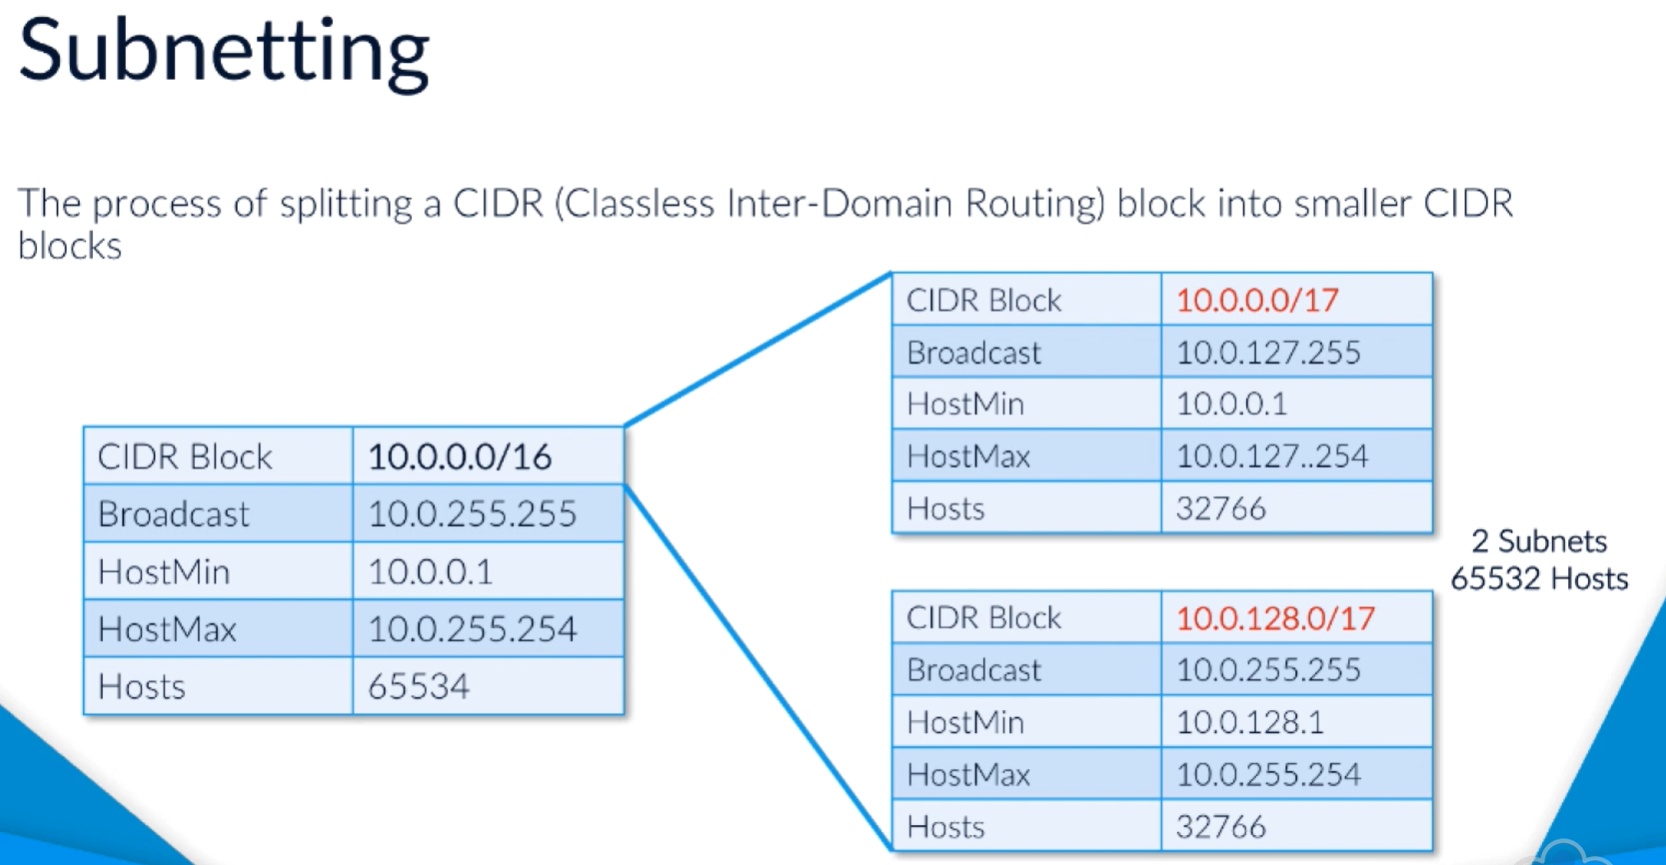 Subnetting
The process of splitting a CIDR (Classless Inter-Domain Routing) block into smaller CIDR
blocks
CIDR Block 10.0.0.0/16
Broadcast 10.0.255.255
HostMin 10.0.0.1
HostMax 10.0.255.254
Hosts 65534
CIDR Block 10.0.0.0/17
Broadcast 10.0.127.255
HostMin 10.0.0.1
HostMax 10.0.127..254
Hosts 32766
CIDR Block 10.0.128.0/17
Broadcast 10.0.255.255
HostMin 10.0.128.1
HostMax 10.0.255.254
Hosts 32766
2 Subnets
65532 Hosts